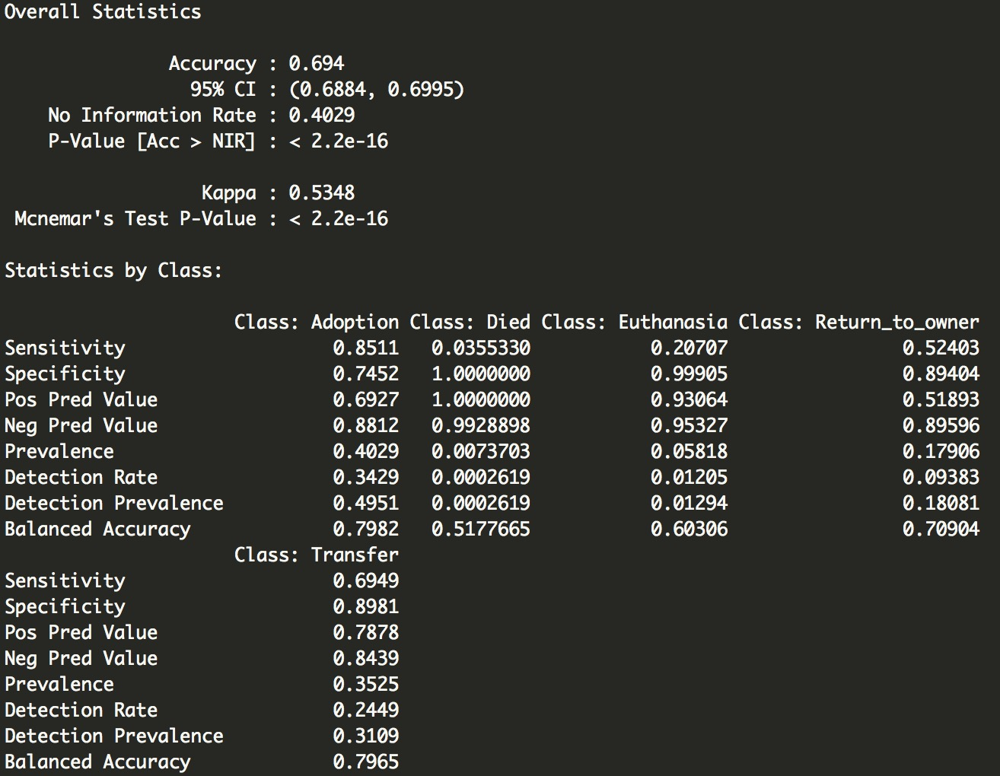 Overall Statistics
Accuracy : 0.694
95% CI : (0.6884, 0.6995)
No Information Rate : 0.4029
P-Value [Acc > NIR] : < 2.2e-16
Kappa : 0.5348
Mcnemar's Test P-Value : < 2.2e-16
Statistics by Class:
Class: Adoption Class: Died Class: Euthanasia Class: Return_to_owner
Sensitivity 0.8511 0.0355330 0.20707 0.52403
Specificity 0.7452 1.0000000 0.99905 0.89404
Pos Pred Value 0.6927 1.0000000 0.93064 0.51893
Neg Pred Value 0.8812 0.9928898 0.95327 0.89596
Prevalence 0.4029 0.0073703 0.05818 0.17906
Detection Rate 0.3429 0.0002619 0.01205 0.09383
Detection Prevalence 0.4951 0.0002619 0.01294 0.18081
Balanced Accuracy 0.7982 0.5177665 0.60306 0.70904
Class: Transfer
Sensitivity 0.6949
Specificity 0.8981
Pos Pred Value 0.7878
Neg Pred Value 0.8439
Prevalence 0.3525
Detection Rate 0.2449
Detection Prevalence 0.3109
Balanced Accuracy 0.7965